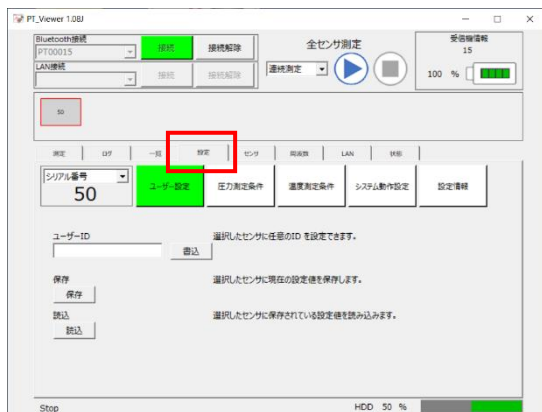 PT_Viewer 1.08J
Bluetooth接続
PT00015
接続
接続解除
LAN接続
接続
接続解除
全センサ測定
連続測定
受信機情報
15
100 %
50
測定 ログ 一覧 設定 センサ 周波数 LAN 状態
シリアル番号
50
ユーザー設定
圧力測定条件
温度測定条件
システム動作設定
設定情報
ユーザーID
書込
選択したセンサに任意のID を設定できます。
保存
保存
選択したセンサに現在の設定値を保存します。
読込
読込
選択したセンサに保存されている設定値を読み込みます。
Stop
HDD 50 %